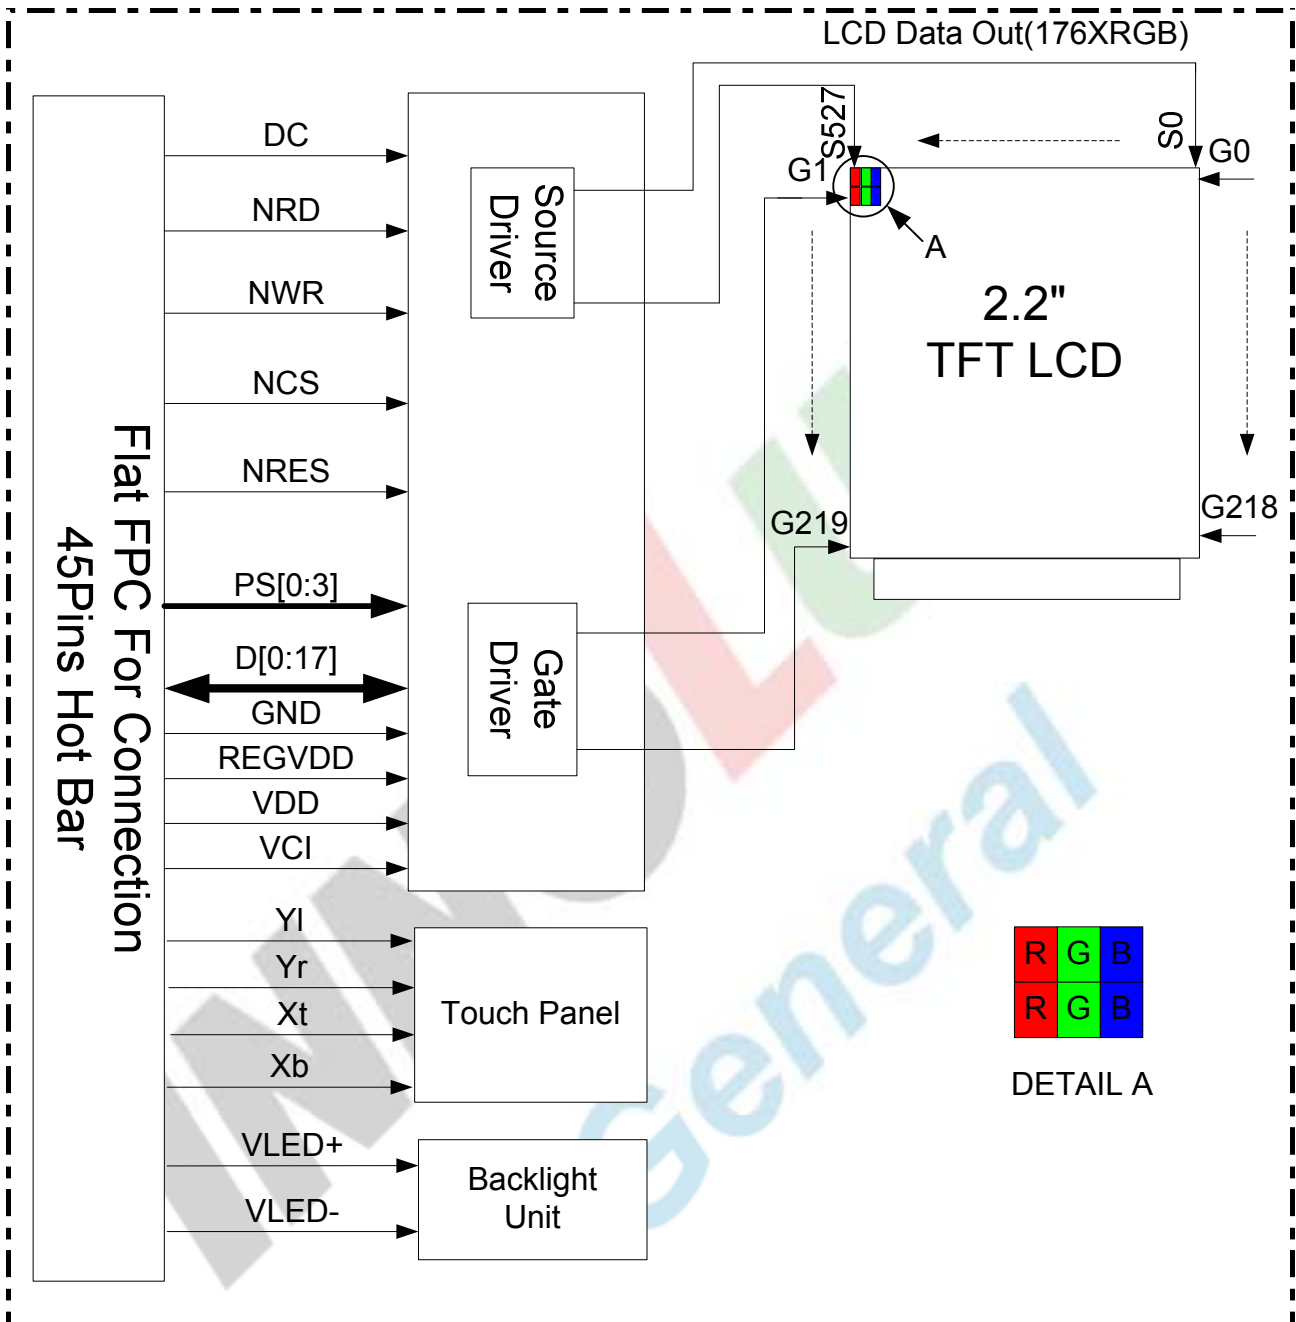 LCD Data Out(176XRGB)
DC
NRD
NWR
NCS
NRES
PS[0:3]
D[0:17]
GND
REGVDD
VDD
VCI
Yl
Yr
Xt
Xb
VLED+
VLED-
Flat FPC For Connection
45Pins Hot Bar
Source
Driver
Gate
Driver
Touch Panel
Backlight
Unit
S527
S0
G0
G1
A
2.2"
TFT LCD
G219
G218
R G B
R G B
DETAIL A
INNOLUX
General